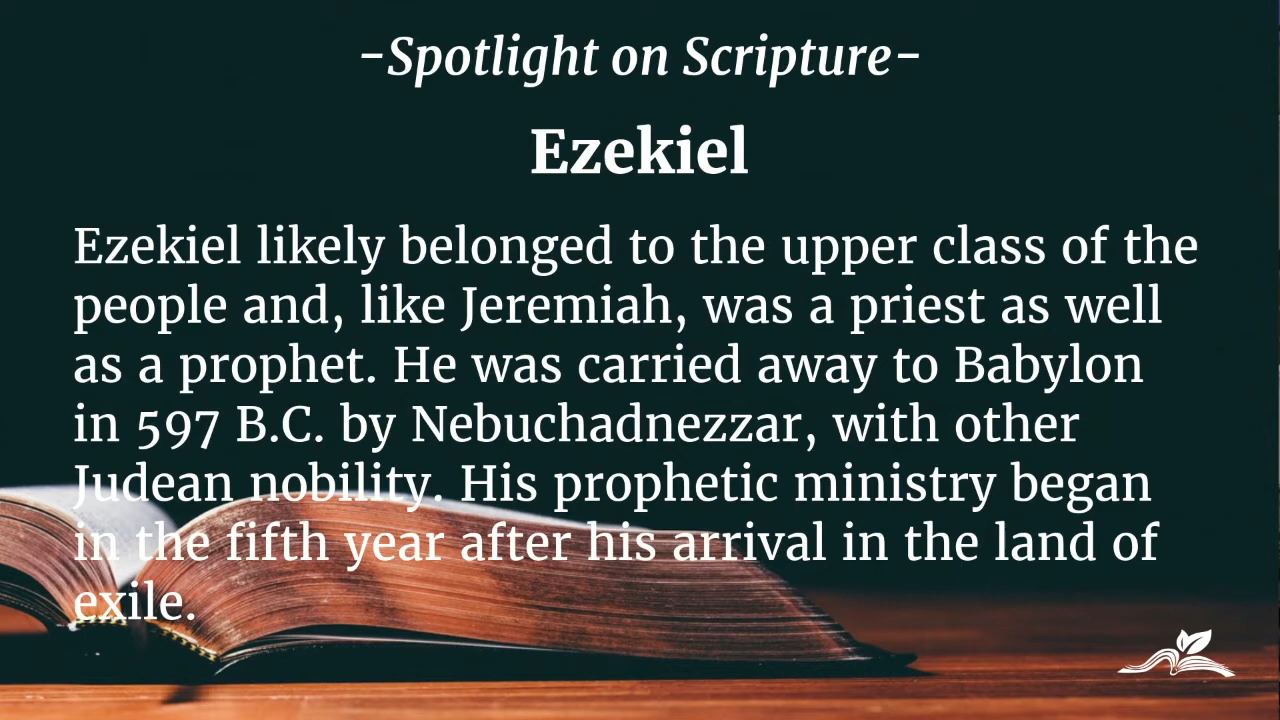 -Spotlight on Scripture-
Ezekiel
Ezekiel likely belonged to the upper class of the
people and, like Jeremiah, was a priest as well
as a prophet. He was carried away to Babylon
in 597 B.C. by Nebuchadnezzar, with other
Judean nobility. His prophetic ministry began
in the fifth year after his arrival in the land of
exile.